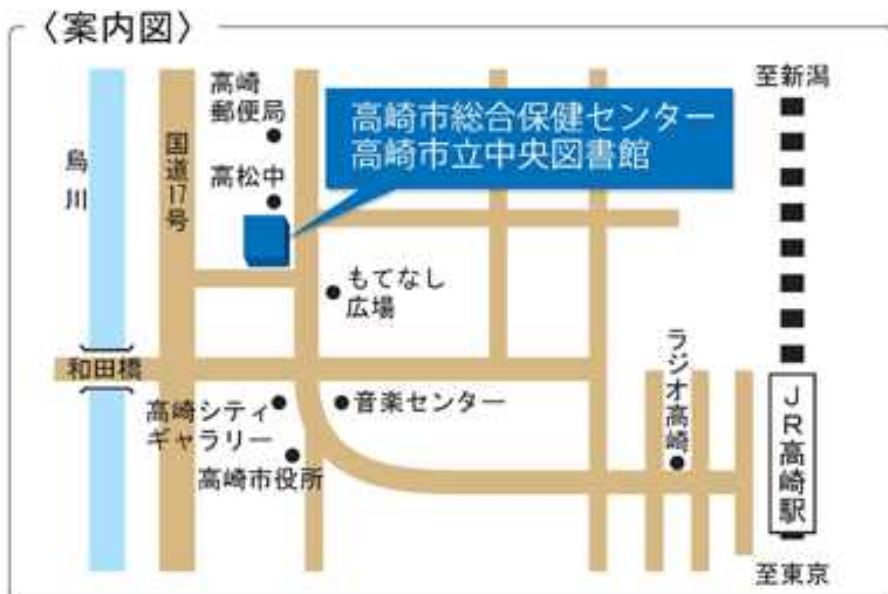 〈案内図〉
至新潟
高崎
郵便局
高崎市総合保健センター
高崎市立中央図書館
烏川
国道17号
高松中
もてなし
広場
和田橋
ラジオ高崎
高崎シティ
ギャラリー
音楽センター
高崎市役所
JR高崎駅
至東京